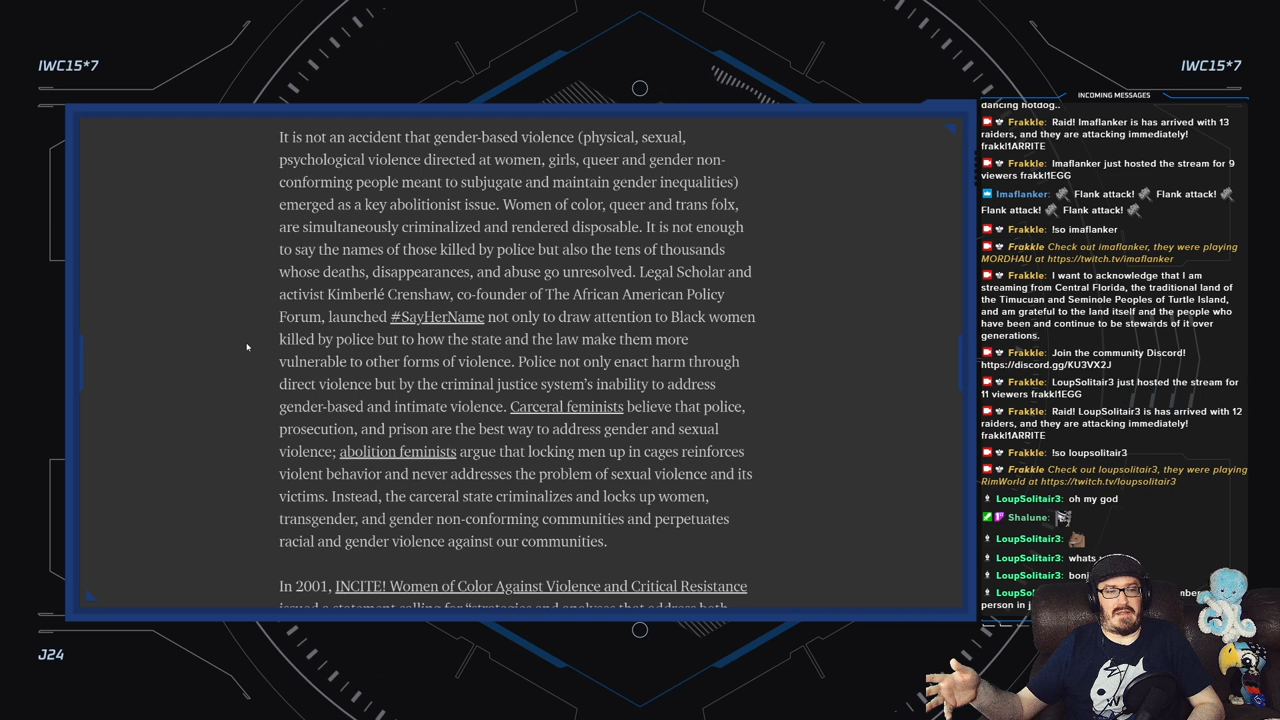 IWC15*7
IWC15*7
It is not an accident that gender-based violence (physical, sexual,
psychological violence directed at women, girls, queer and gender non-
conforming people meant to subjugate and maintain gender inequalities)
emerged as a key abolitionist issue. Women of color, queer and trans folx,
are simultaneously criminalized and rendered disposable. It is not enough
to say the names of those killed by police but also the tens of thousands
whose deaths, disappearances, and abuse go unresolved. Legal Scholar and
activist Kimberlé Crenshaw, co-founder of The African American Policy
Forum, launched #SayHerName not only to draw attention to Black women
killed by police but to how the state and the law make them more
vulnerable to other forms of violence. Police not only enact harm through
direct violence but by the criminal justice system's inability to address
gender-based and intimate violence. Carceral feminists believe that police,
prosecution, and prison are the best way to address gender and sexual
violence; abolition feminists argue that locking men up in cages reinforces
violent behavior and never addresses the problem of sexual violence and its
victims. Instead, the carceral state criminalizes and locks up women,
transgender, and gender non-conforming communities and perpetuates
racial and gender violence against our communities.
In 2001, INCITE! Women of Color Against Violence and Critical Resistance
issued a statement calling for "strategies and analyses that address both
J24
INCOMING MESSAGES
dancing hotdog..
Frakkle: Raid! Imaflanker is has arrived with 13
raiders, and they are attacking immediately!
frakkl1ARRITE
Frakkle: Imaflanker just hosted the stream for 9
viewers frakkl1EGG
Imaflanker: Flank attack! Flank attack!
Flank attack! Flank attack!
Frakkle: !so imaflanker
Frakkle Check out imaflanker, they were playing
MORDHAU at https://twitch.tv/imaflanker
Frakkle: I want to acknowledge that I am
streaming from Central Florida, the traditional land of
the Timucuan and Seminole Peoples of Turtle Island,
and am grateful to the land itself and the people who
have been and continue to be stewards of it over
generations.
Frakkle: Join the community Discord!
https://discord.gg/KU3VX2J
Frakkle: LoupSolitair3 just hosted the stream for
11 viewers frakkl1EGG
Frakkle: Raid! LoupSolitair3 is has arrived with 12
raiders, and they are attacking immediately!
frakkl1ARRITE
Frakkle: !so loupsolitair3
Frakkle Check out loupsolitair3, they were playing
RimWorld at https://twitch.tv/loupsolitair3
LoupSolitair3: oh my god
Shalune:
LoupSolitair3:
LoupSolitair3: whats
LoupSolitair3:
person in